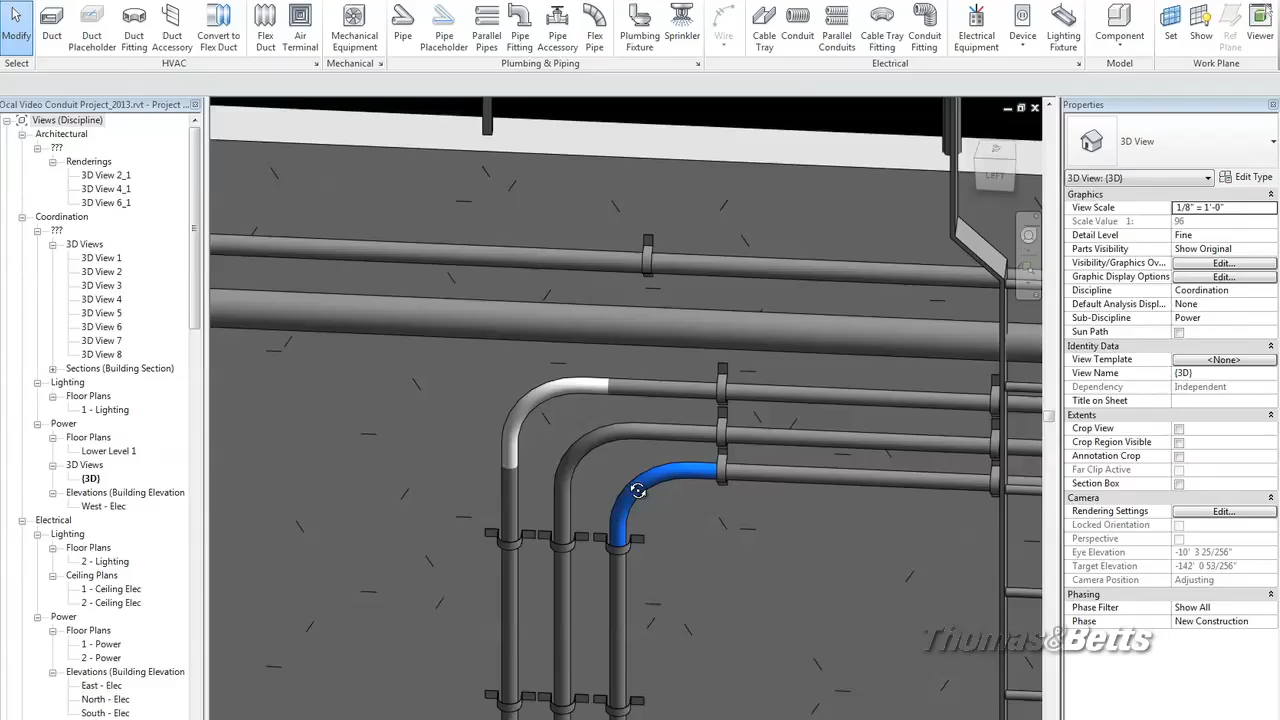 Modify
Duct
Duct Placeholder
Duct Fitting
Duct Accessory
Convert to Flex Duct
Flex Duct
Air Terminal
Mechanical Equipment
Pipe
Pipe Placeholder
Parallel Pipes
Pipe Fitting
Pipe Accessory
Flex Pipe
Plumbing Fixture
Sprinkler
Wire
Cable Tray
Conduit
Parallel Conduits
Cable Tray Fitting
Conduit Fitting
Electrical Equipment
Device
Lighting Fixture
Component
Set
Show
Ref Plane
Viewer
Select
HVAC
Mechanical
Plumbing & Piping
Electrical
Model
Work Plane
Ocal Video Conduit Project_2013.rvt - Project ...
Views (Discipline)
Architectural
???
Renderings
3D View 2_1
3D View 4_1
3D View 6_1
Coordination
???
3D Views
3D View 1
3D View 2
3D View 3
3D View 4
3D View 5
3D View 6
3D View 7
3D View 8
Sections (Building Section)
Lighting
Floor Plans
1 - Lighting
Power
Floor Plans
Lower Level 1
3D Views
{3D}
Elevations (Building Elevation
West - Elec
Electrical
Lighting
Floor Plans
2 - Lighting
Ceiling Plans
1 - Ceiling Elec
2 - Ceiling Elec
Power
Floor Plans
1 - Power
2 - Power
Elevations (Building Elevation
East - Elec
North - Elec
South - Elec
LEFT
Properties
3D View
3D View: {3D}
Edit Type
Graphics
View Scale 1/8" = 1'-0"
Scale Value 1: 96
Detail Level Fine
Parts Visibility Show Original
Visibility/Graphics Ov... Edit...
Graphic Display Options Edit...
Discipline Coordination
Default Analysis Displ... None
Sub-Discipline Power
Sun Path
Identity Data
View Template <None>
View Name {3D}
Dependency Independent
Title on Sheet
Extents
Crop View
Crop Region Visible
Annotation Crop
Far Clip Active
Section Box
Camera
Rendering Settings Edit...
Locked Orientation
Perspective
Eye Elevation -10' 3 25/256"
Target Elevation -142' 0 53/256"
Camera Position Adjusting
Phasing
Phase Filter Show All
Phase New Construction
Thomas&Betts